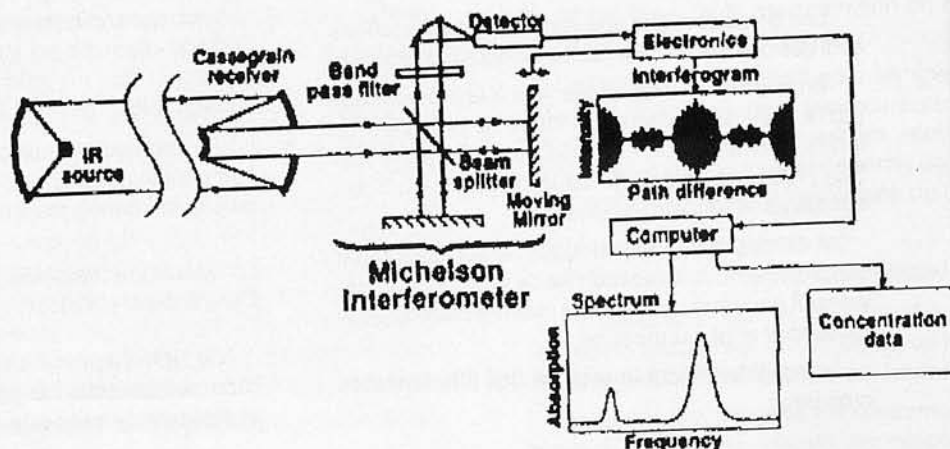 Detector
Electronics
Cassegrain
receiver
Band
pass filter
Interferogram
Intensity
IR
source
Beam
splitter
Path difference
Moving
Mirror
Computer
Michelson
Interferometer
Spectrum
Absorption
Frequency
Concentration
data